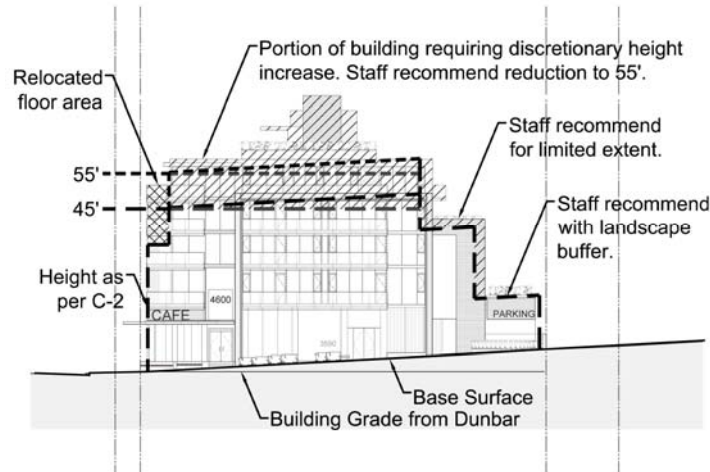 Portion of building requiring discretionary height
increase. Staff recommend reduction to 55'.
Relocated
floor area
Staff recommend
for limited extent.
55'
45'
Staff recommend
with landscape
buffer.
Height as
per C-2
4600
CAFE
PARKING
3590
Base Surface
Building Grade from Dunbar